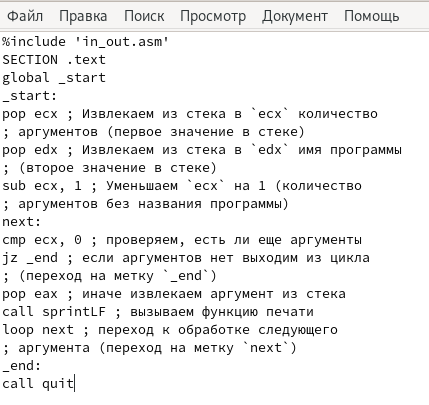 Файл Правка Поиск Просмотр Документ Помощь
%include 'in_out.asm'
SECTION .text
global _start
_start:
pop ecx ; Извлекаем из стека в `ecx` количество
; аргументов (первое значение в стеке)
pop edx ; Извлекаем из стека в `edx` имя программы
; (второе значение в стеке)
sub ecx, 1 ; Уменьшаем `ecx` на 1 (количество
; аргументов без названия программы)
next:
cmp ecx, 0 ; проверяем, есть ли еще аргументы
jz _end ; если аргументов нет выходим из цикла
; (переход на метку `_end`)
pop eax ; иначе извлекаем аргумент из стека
call sprintLF ; вызываем функцию печати
loop next ; переход к обработке следующего
; аргумента (переход на метку `next`)
_end:
call quit